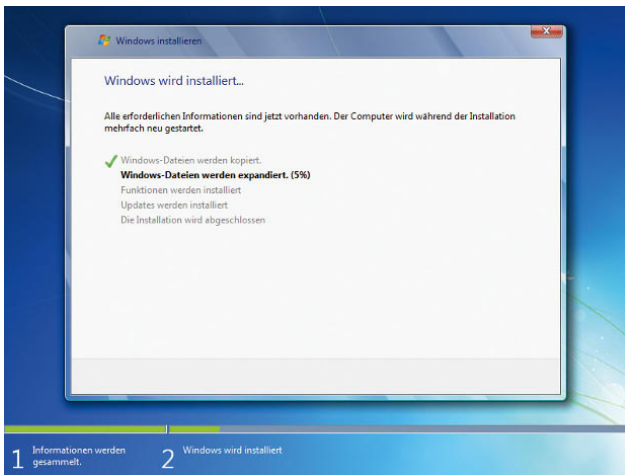 Windows installieren
Windows wird installiert...
Alle erforderlichen Informationen sind jetzt vorhanden. Der Computer wird während der Installation
mehrfach neu gestartet.
Windows-Dateien werden kopiert.
Windows-Dateien werden expandiert. (5%)
Funktionen werden installiert
Updates werden installiert
Die Installation wird abgeschlossen
1 Informationen werden
gesammelt.
2 Windows wird installiert